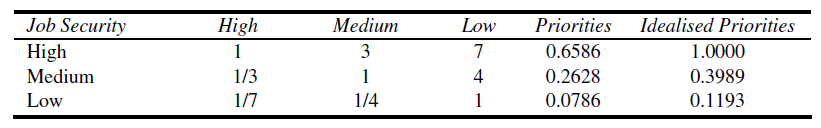 Job Security High Medium Low Priorities Idealised Priorities
High 1 3 7 0.6586 1.0000
Medium 1/3 1 4 0.2628 0.3989
Low 1/7 1/4 1 0.0786 0.1193